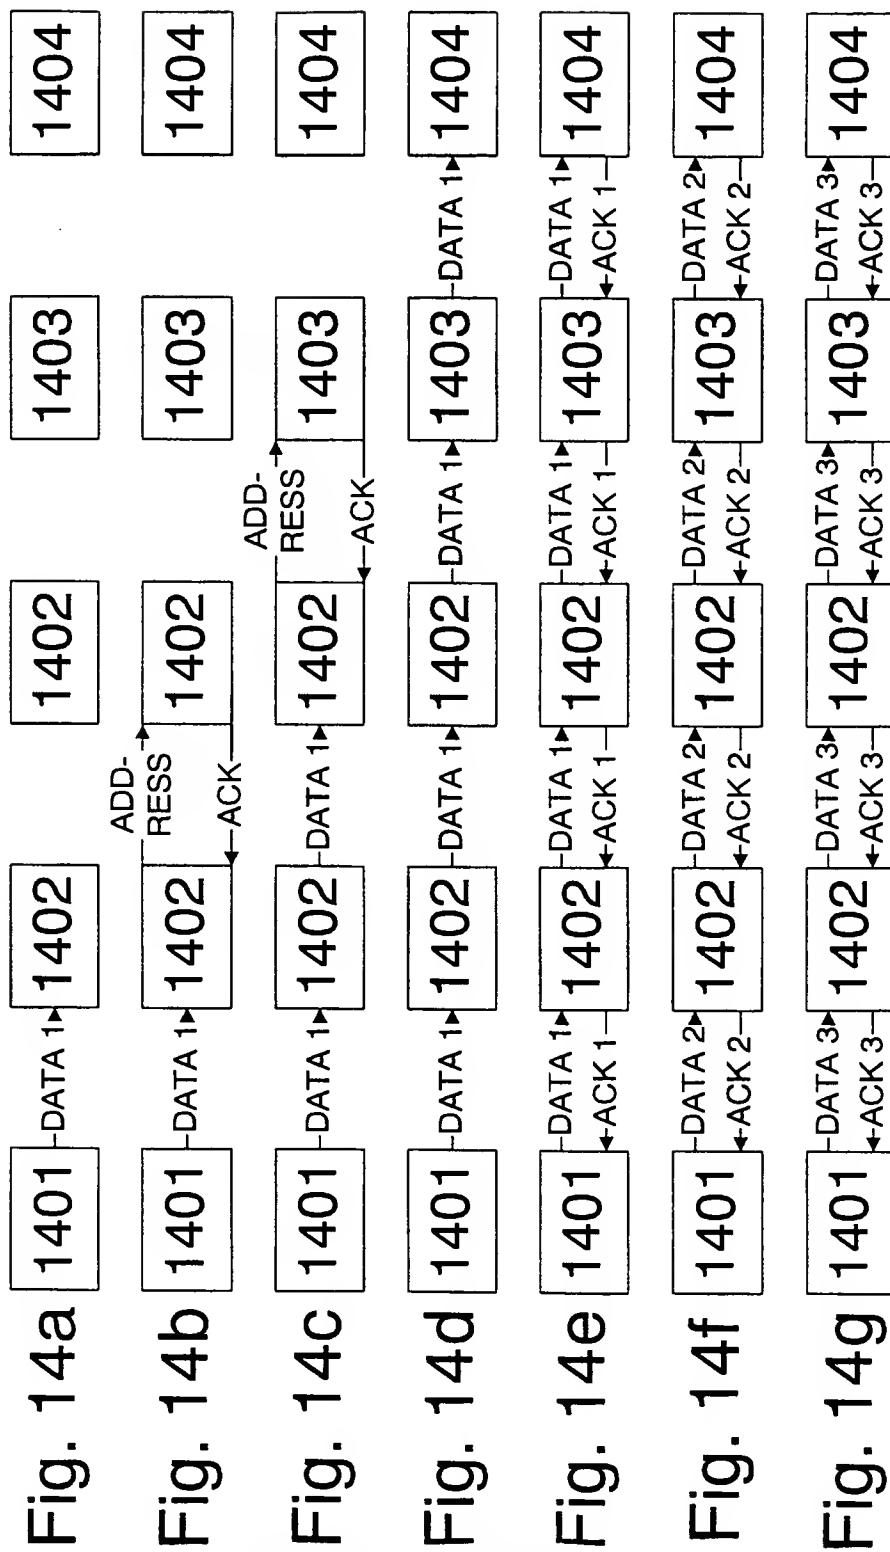 Fig. 14a 1401 DATA 1 1402 1402 1403 1404
Fig. 14b 1401 DATA 1 1402
ADD-
RESS
ACK
1402 1403 1404
Fig. 14c 1401 DATA 1 1402 DATA 1 1402
ADD-
RESS
ACK
1403 1404
Fig. 14d 1401 DATA 1 1402 DATA 1 1402 DATA 1 1403 DATA 1 1404
DATA 1 DATA 1 DATA 1 DATA 1
Fig. 14e 1401 1402 1402 1403 1404
ACK 1 ACK 1 ACK 1 ACK 1
DATA 2 DATA 2 DATA 2 DATA 2
Fig. 14f 1401 1402 1402 1403 1404
ACK 2 ACK 2 ACK 2 ACK 2
DATA 3 DATA 3 DATA 3 DATA 3
Fig. 14g 1401 1402 1402 1403 1404
ACK 3 ACK 3 ACK 3 ACK 3